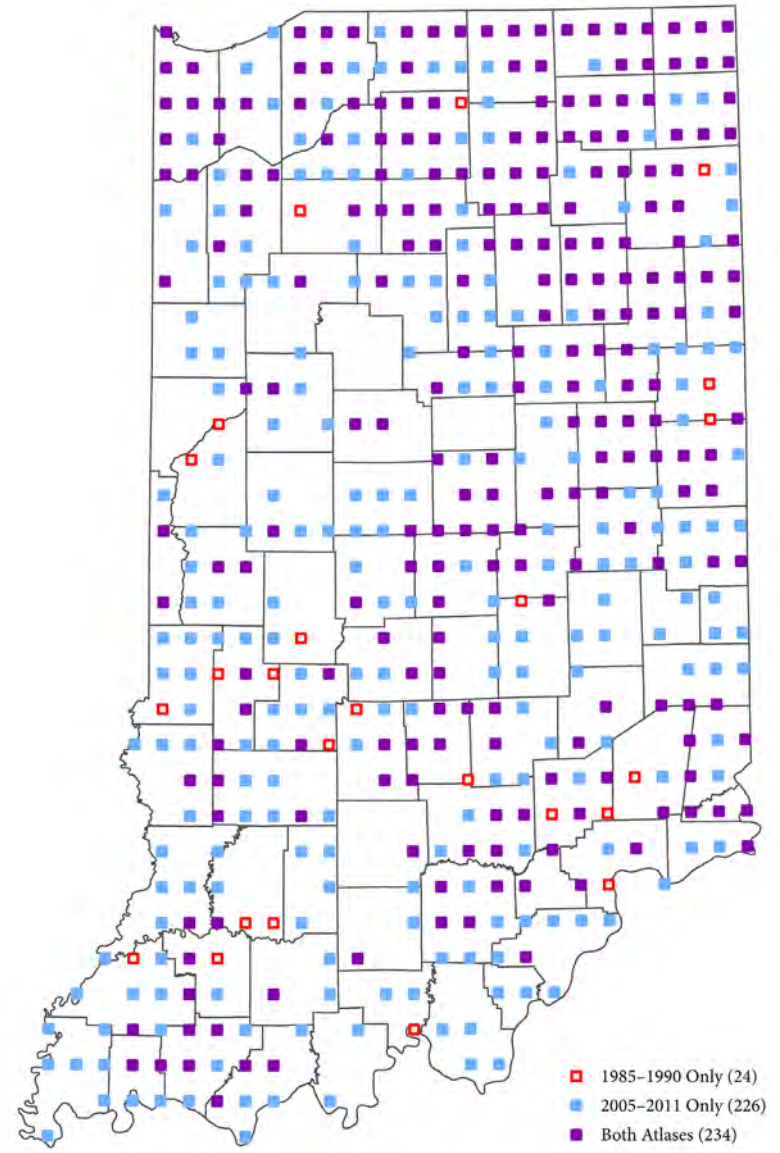 1985–1990 Only (24)
2005–2011 Only (226)
Both Atlases (234)